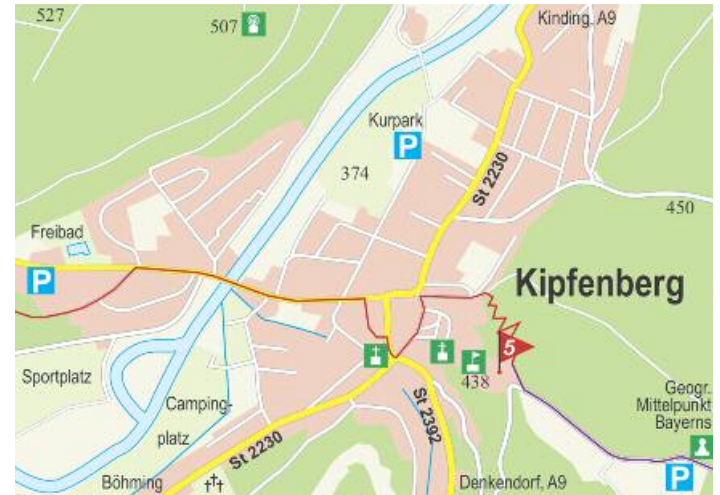 527
507
Kinding, A9
Kurpark
P
374
St 2230
450
Freibad
P
Kipfenberg
5
Sportplatz
438
Camping-
platz
Geogr.
Mittelpunkt
Bayerns
St 2230
St 2392
Böhming
Denkendorf, A9
P